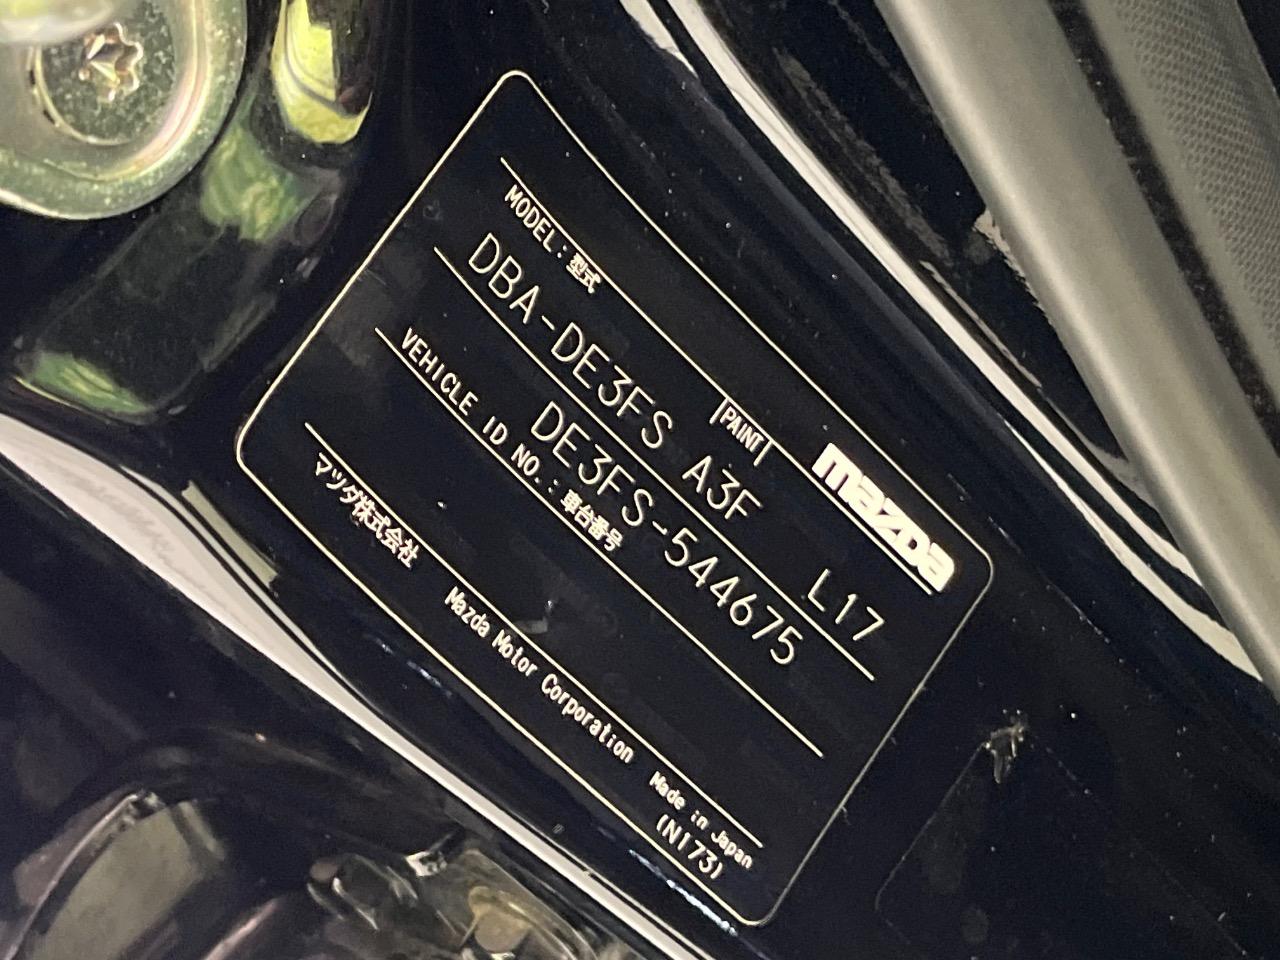 mazda
MODEL: 型式
PAINT
DBA-DE3FS A3F L17
DE3FS-544675
VEHICLE ID NO.: 車台番号
マツダ株式会社 Mazda Motor Corporation Made in Japan
(N173)